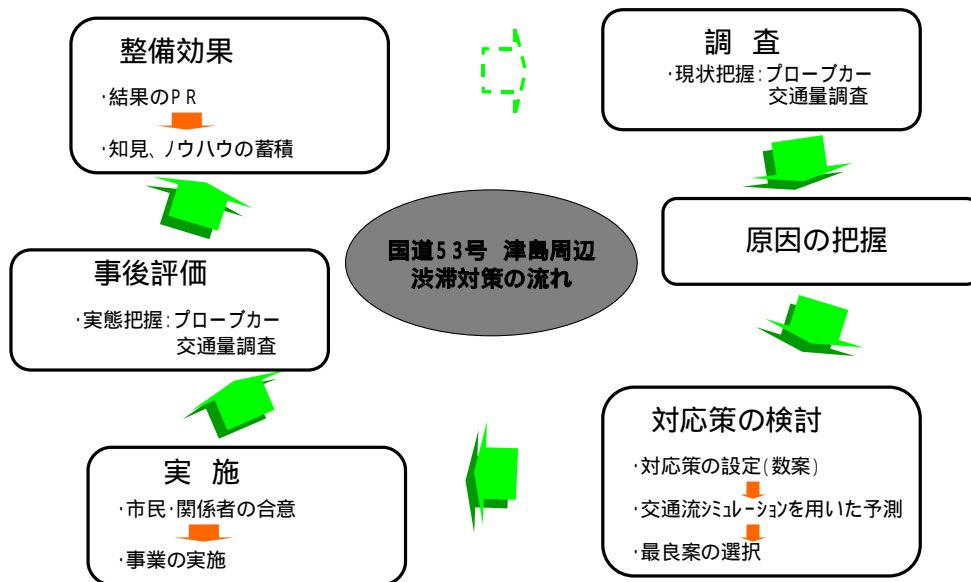 整備効果
・結果のPR
・知見、ノウハウの蓄積
調 査
・現状把握:プローブカー
交通量調査
国道53号 津島周辺
渋滞対策の流れ
原因の把握
事後評価
・実態把握:プローブカー
交通量調査
対応策の検討
・対応策の設定(数案)
・交通流シミュレーションを用いた予測
・最良案の選択
実 施
・市民・関係者の合意
・事業の実施